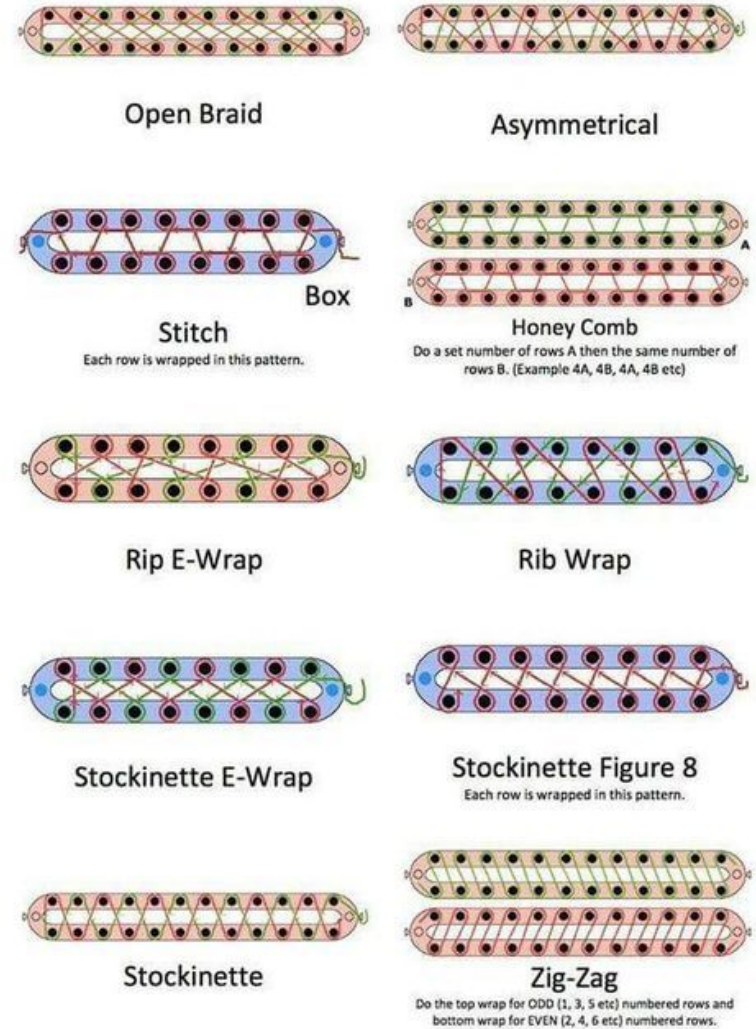 Open Braid
Asymmetrical
Box
Stitch
Each row is wrapped in this pattern.
A
B
Honey Comb
Do a set number of rows A then the same number of
rows B. (Example 4A, 4B, 4A, 4B etc)
Rip E-Wrap
Rib Wrap
Stockinette E-Wrap
Stockinette Figure 8
Each row is wrapped in this pattern.
Stockinette
Zig-Zag
Do the top wrap for ODD (1, 3, 5 etc) numbered rows and
bottom wrap for EVEN (2, 4, 6 etc) numbered rows.